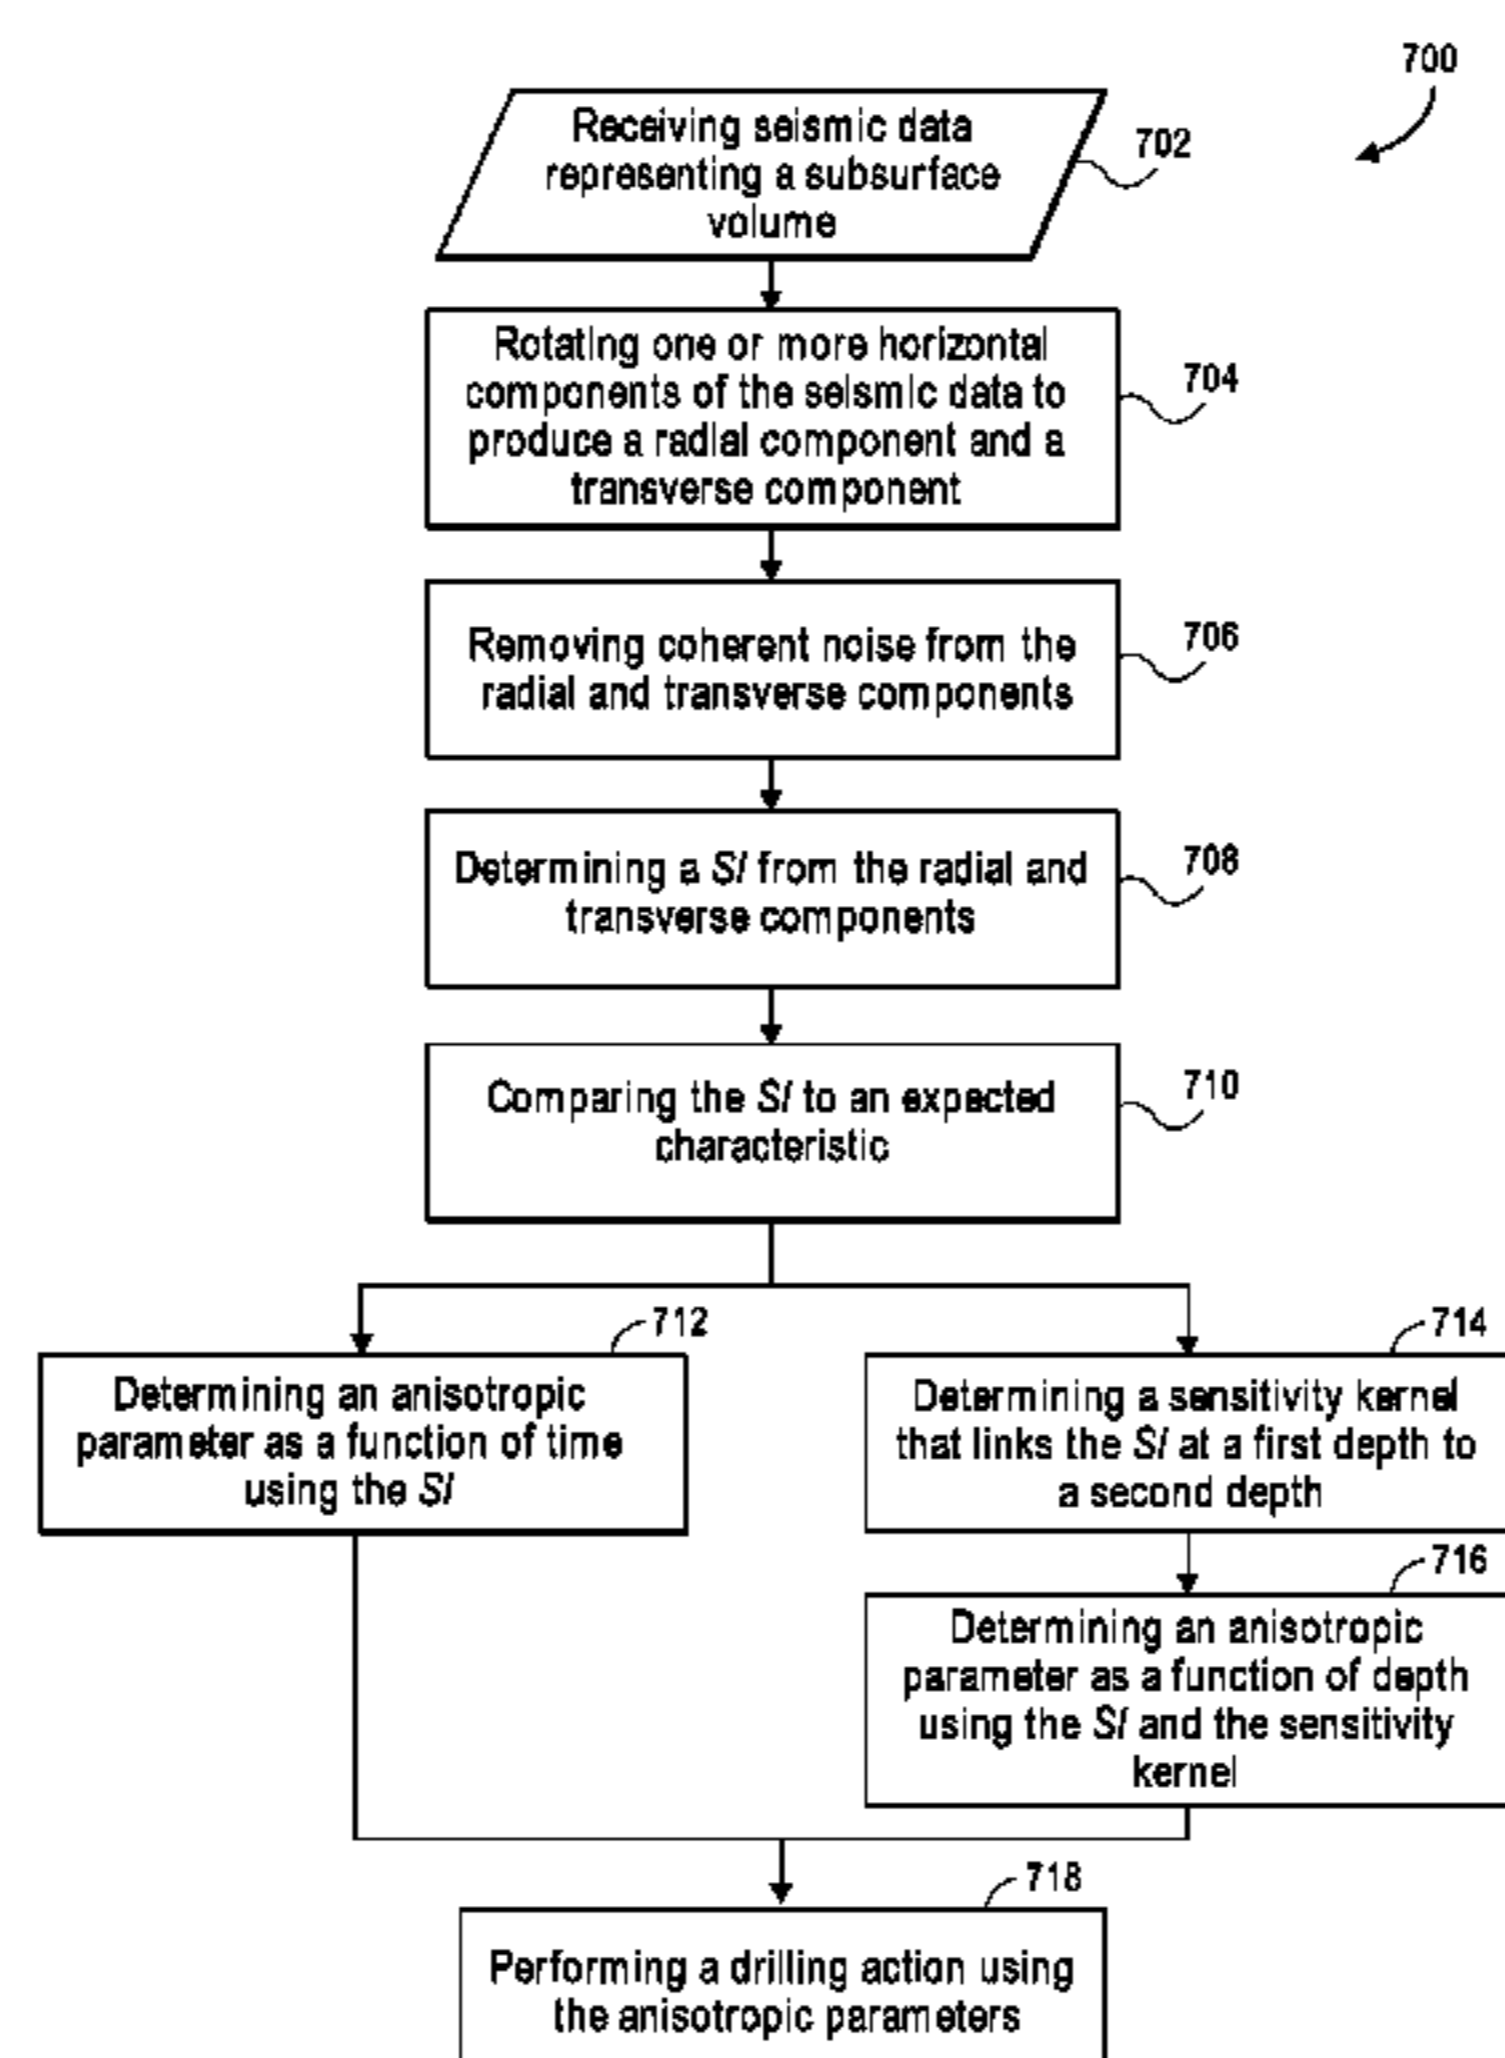 700
Receiving seismic data
representing a subsurface
volume
702
Rotating one or more horizontal
components of the seismic data to
produce a radial component and a
transverse component
704
Removing coherent noise from the
radial and transverse components
706
Determining a SI from the radial and
transverse components
708
Comparing the SI to an expected
characteristic
710
712
Determining an anisotropic
parameter as a function of time
using the SI
714
Determining a sensitivity kernel
that links the SI at a first depth to
a second depth
716
Determining an anisotropic
parameter as a function of depth
using the SI and the sensitivity
kernel
718
Performing a drilling action using
the anisotropic parameters